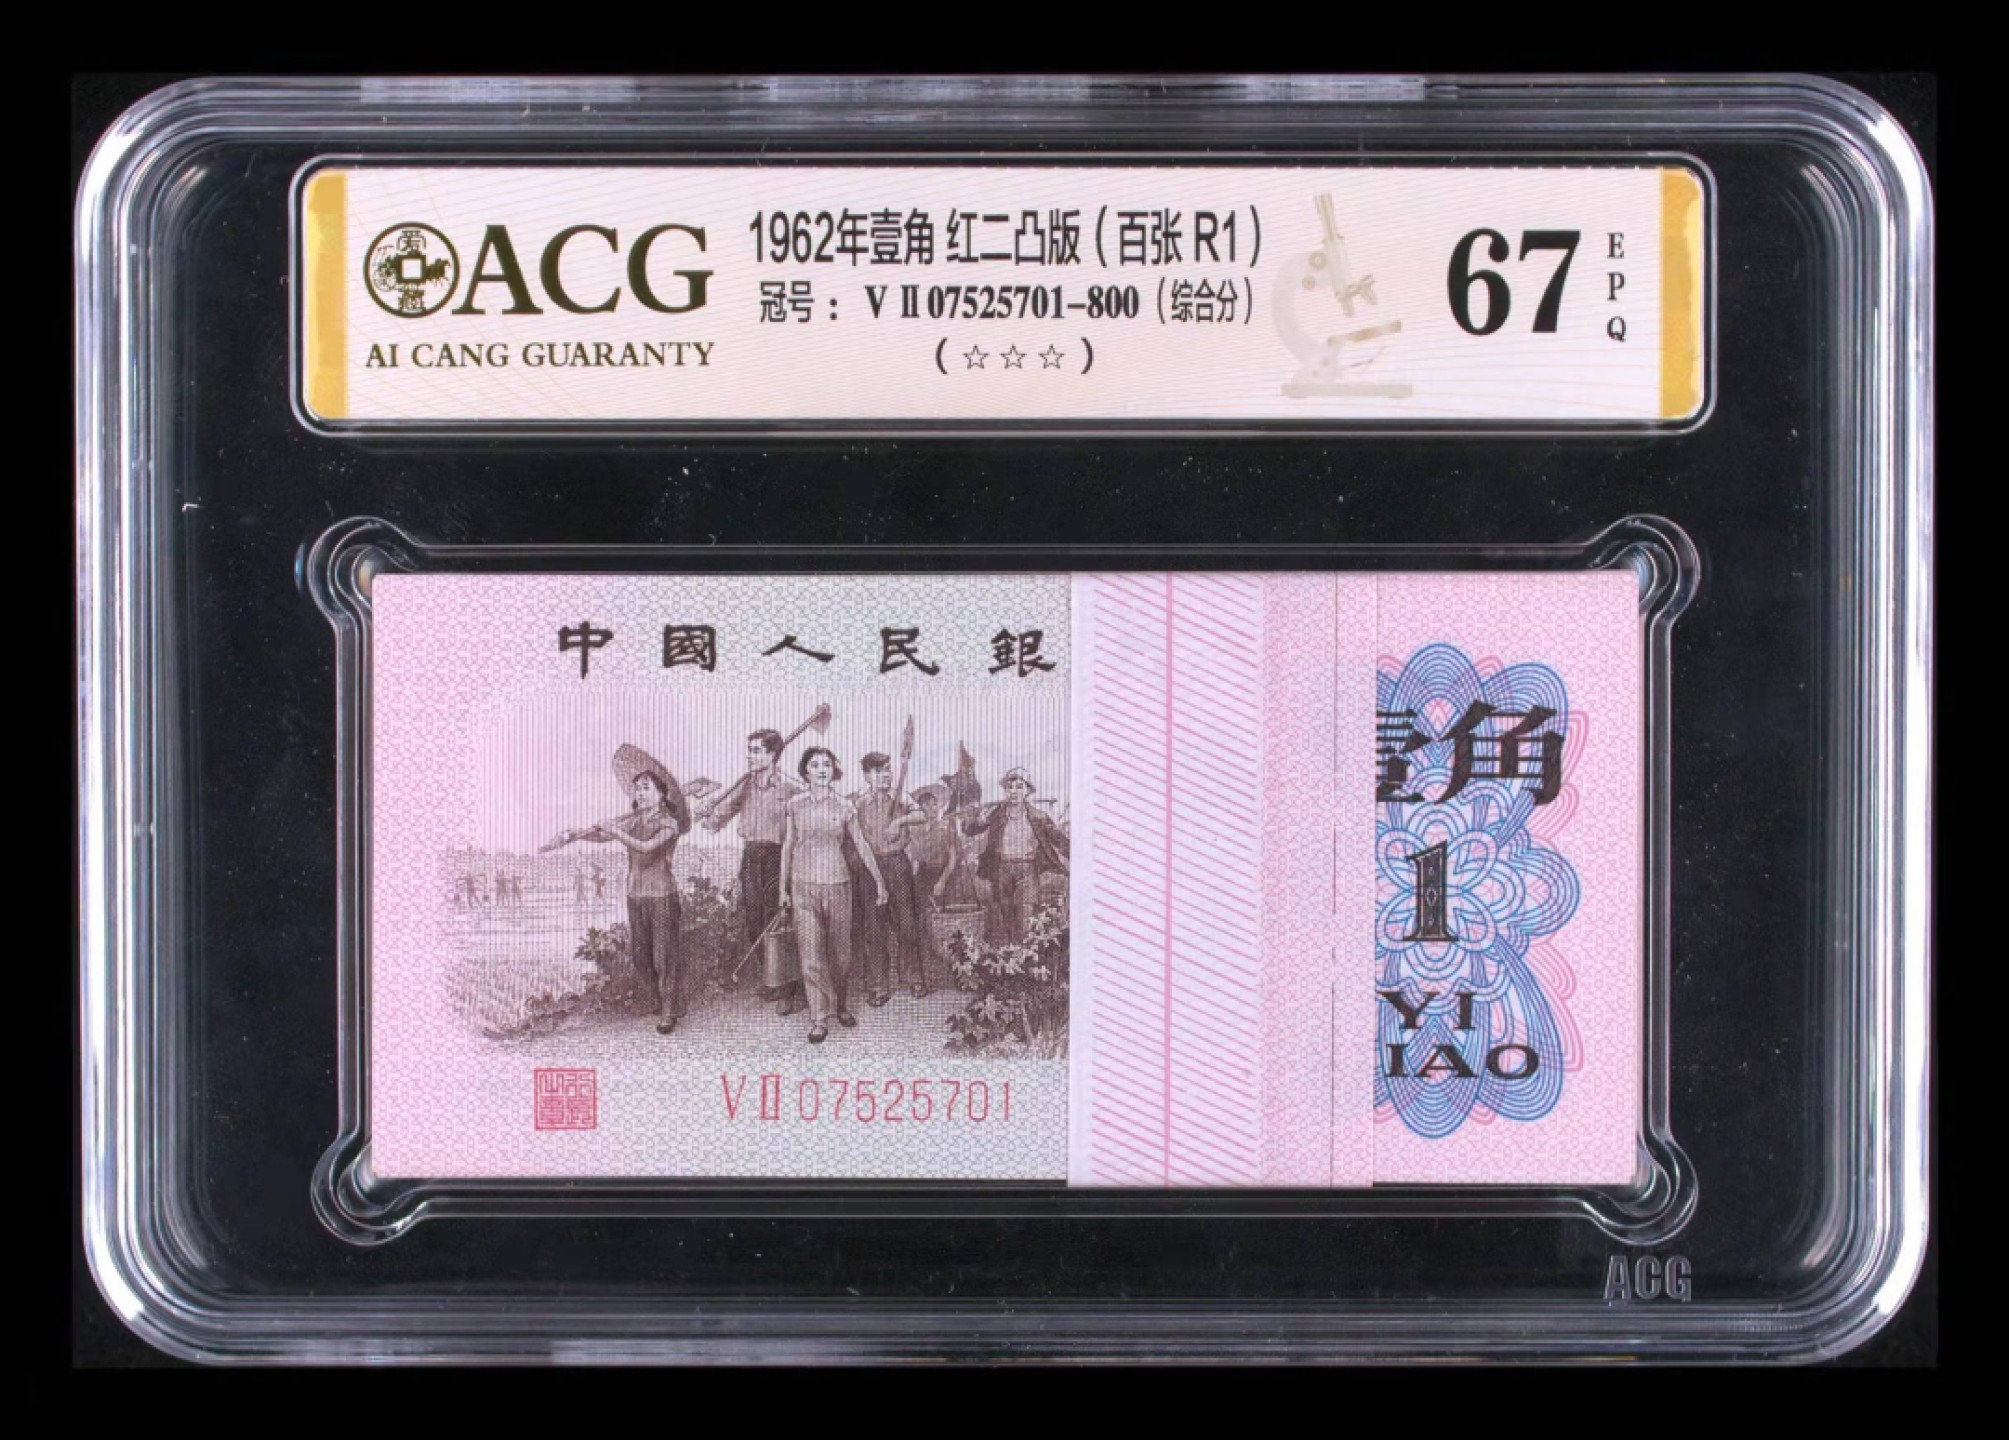 ACG
AI CANG GUARANTY
1962年壹角 红二凸版（百张 R1）
冠号： V Ⅱ 07525701-800（综合分）
（☆☆☆）
67
EPQ
中國人民銀
角
1
YI
IAO
V Ⅱ 07525701
ACG